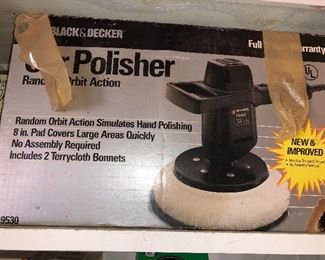 BLACK&DECKER
Full
Polisher
Random Orbit Action
Random Orbit Action Simulates Hand Polishing
8 in. Pad Covers Large Areas Quickly
No Assembly Required
Includes 2 Terrycloth Bonnets
NEW &
IMPROVED
9530